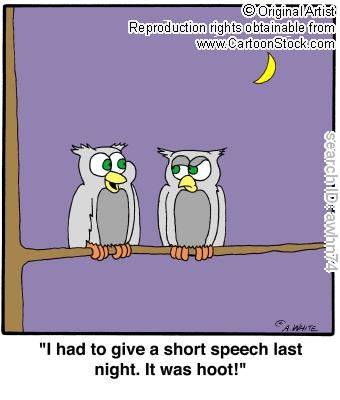 © Original Artist
Reproduction rights obtainable from
www.CartoonStock.com
search ID: awhn74
© A. WHITE
"I had to give a short speech last
night. It was hoot!"